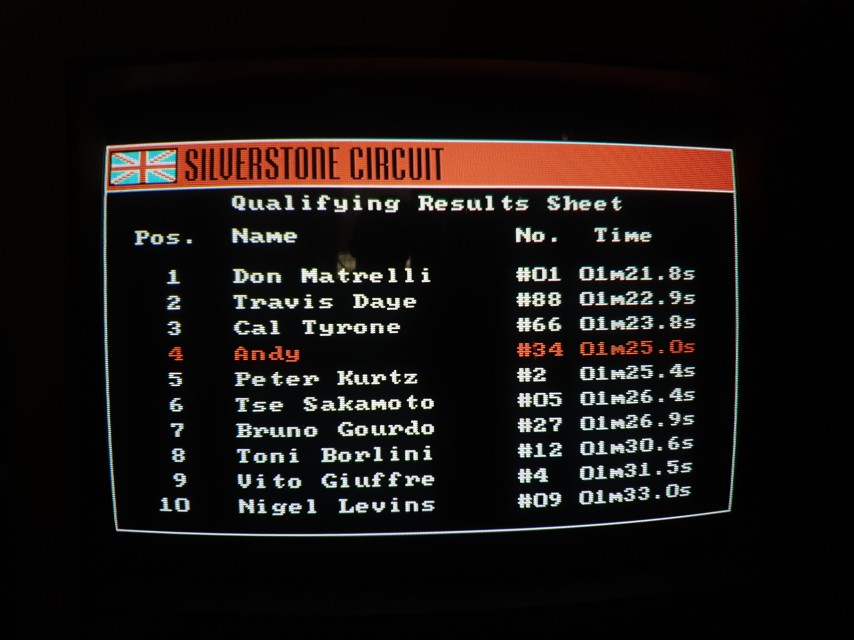 SILVERSTONE CIRCUIT
Qualifying Results Sheet
Pos. Name No. Time
1 Don Matrelli #01 01m21.8s
2 Travis Daye #88 01m22.9s
3 Cal Tyrone #66 01m23.8s
4 Andy #34 01m25.0s
5 Peter Kurtz #2 01m25.4s
6 Tse Sakamoto #05 01m26.4s
7 Bruno Gourdo #27 01m26.9s
8 Toni Borlini #12 01m30.6s
9 Vito Giuffre #4 01m31.5s
10 Nigel Levins #09 01m33.0s